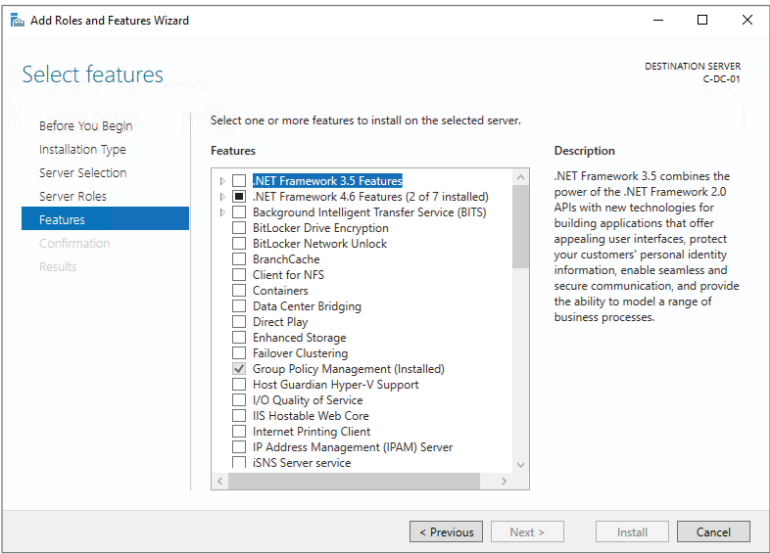 Add Roles and Features Wizard
Select features
DESTINATION SERVER
C-DC-01
Before You Begin
Installation Type
Server Selection
Server Roles
Features
Confirmation
Results
Select one or more features to install on the selected server.
Features
.NET Framework 3.5 Features
.NET Framework 4.6 Features (2 of 7 installed)
Background Intelligent Transfer Service (BITS)
BitLocker Drive Encryption
BitLocker Network Unlock
BranchCache
Client for NFS
Containers
Data Center Bridging
Direct Play
Enhanced Storage
Failover Clustering
Group Policy Management (Installed)
Host Guardian Hyper-V Support
I/O Quality of Service
IIS Hostable Web Core
Internet Printing Client
IP Address Management (IPAM) Server
iSNS Server service
Description
.NET Framework 3.5 combines the
power of the .NET Framework 2.0
APIs with new technologies for
building applications that offer
appealing user interfaces, protect
your customers' personal identity
information, enable seamless and
secure communication, and provide
the ability to model a range of
business processes.
< Previous
Next >
Install
Cancel